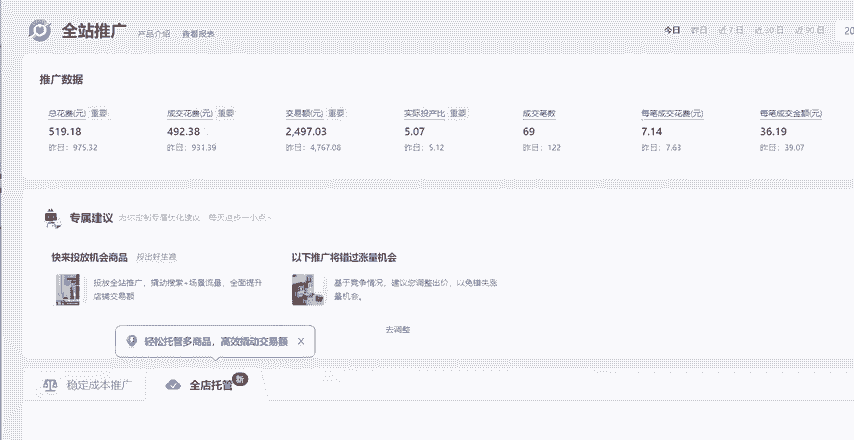 全站推广 产品介绍 查看报表 今日 昨日 近7日 近30日 近90日 20
推广数据
总花费(元) 重要 成交花费(元) 重要 交易额(元) 重要 实际投产比 重要 成交笔数 每笔成交花费(元) 每笔成交金额(元)
519.18 492.38 2,497.03 5.07 69 7.14 36.19
昨日: 975.32 昨日: 931.39 昨日: 4,767.08 昨日: 5.12 昨日: 122 昨日: 7.63 昨日: 39.07
专属建议 为你定制专属优化建议，每天进步一小点~
快来投放机会商品 投出好生意 以下推广将错过涨量机会
投放全站推广，撬动搜索+场景流量，全面提升 基于竞争情况，建议您调整出价，以免错失涨
店铺交易额 量机会。
去调整
轻松托管多商品，高效撬动交易额 ×
稳定成本推广 全店托管 新